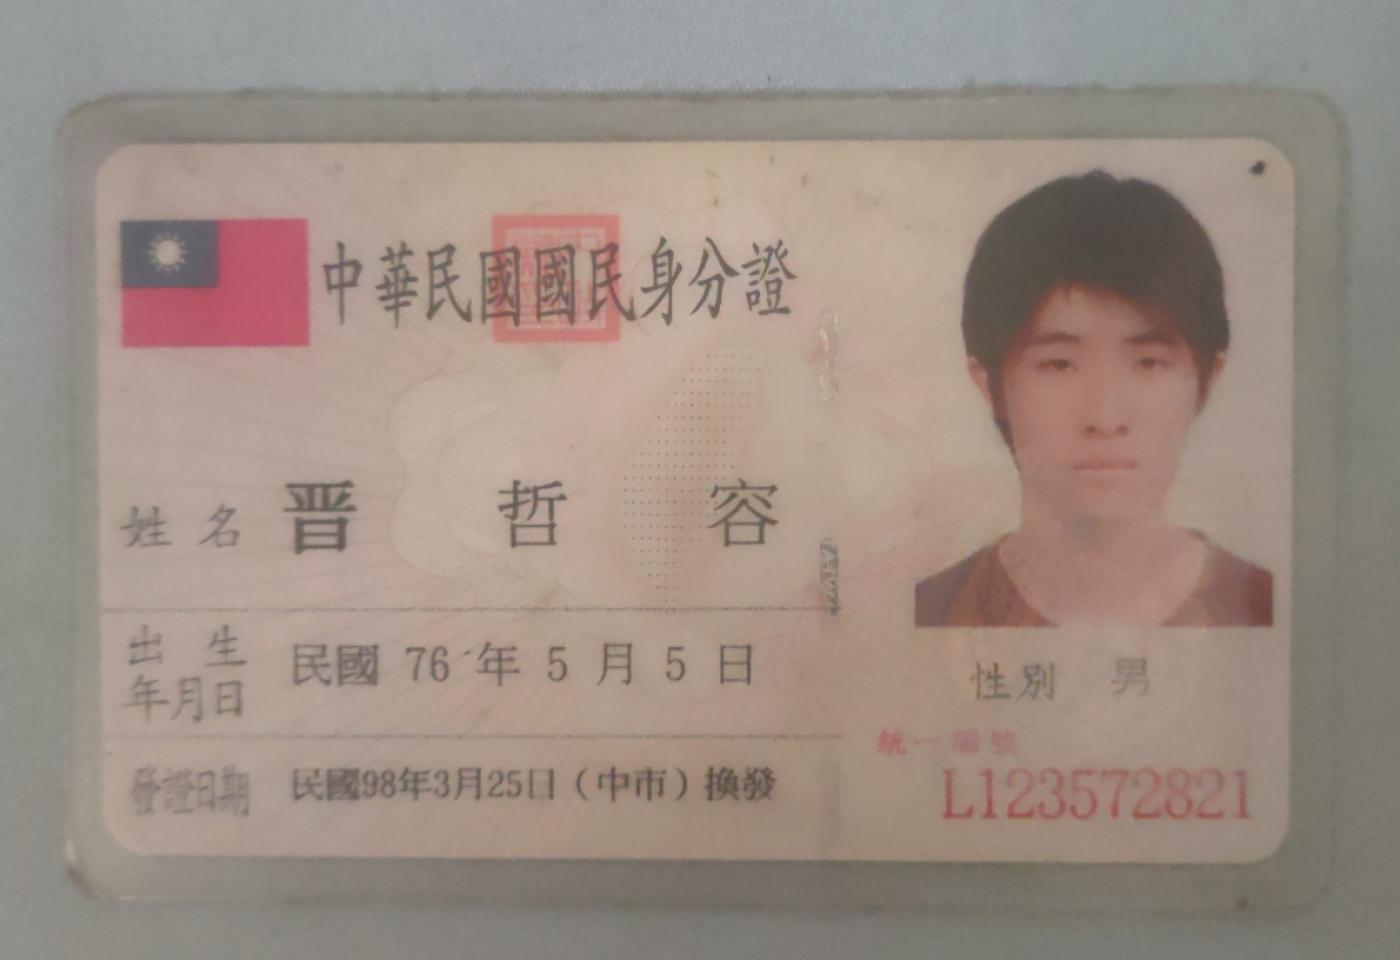 中華民國國民身分證
姓名 晋哲容
出生年月日 民國 76 年 5 月 5 日
發證日期 民國98年3月25日（中市）換發
性別 男
統一編號
L123572821